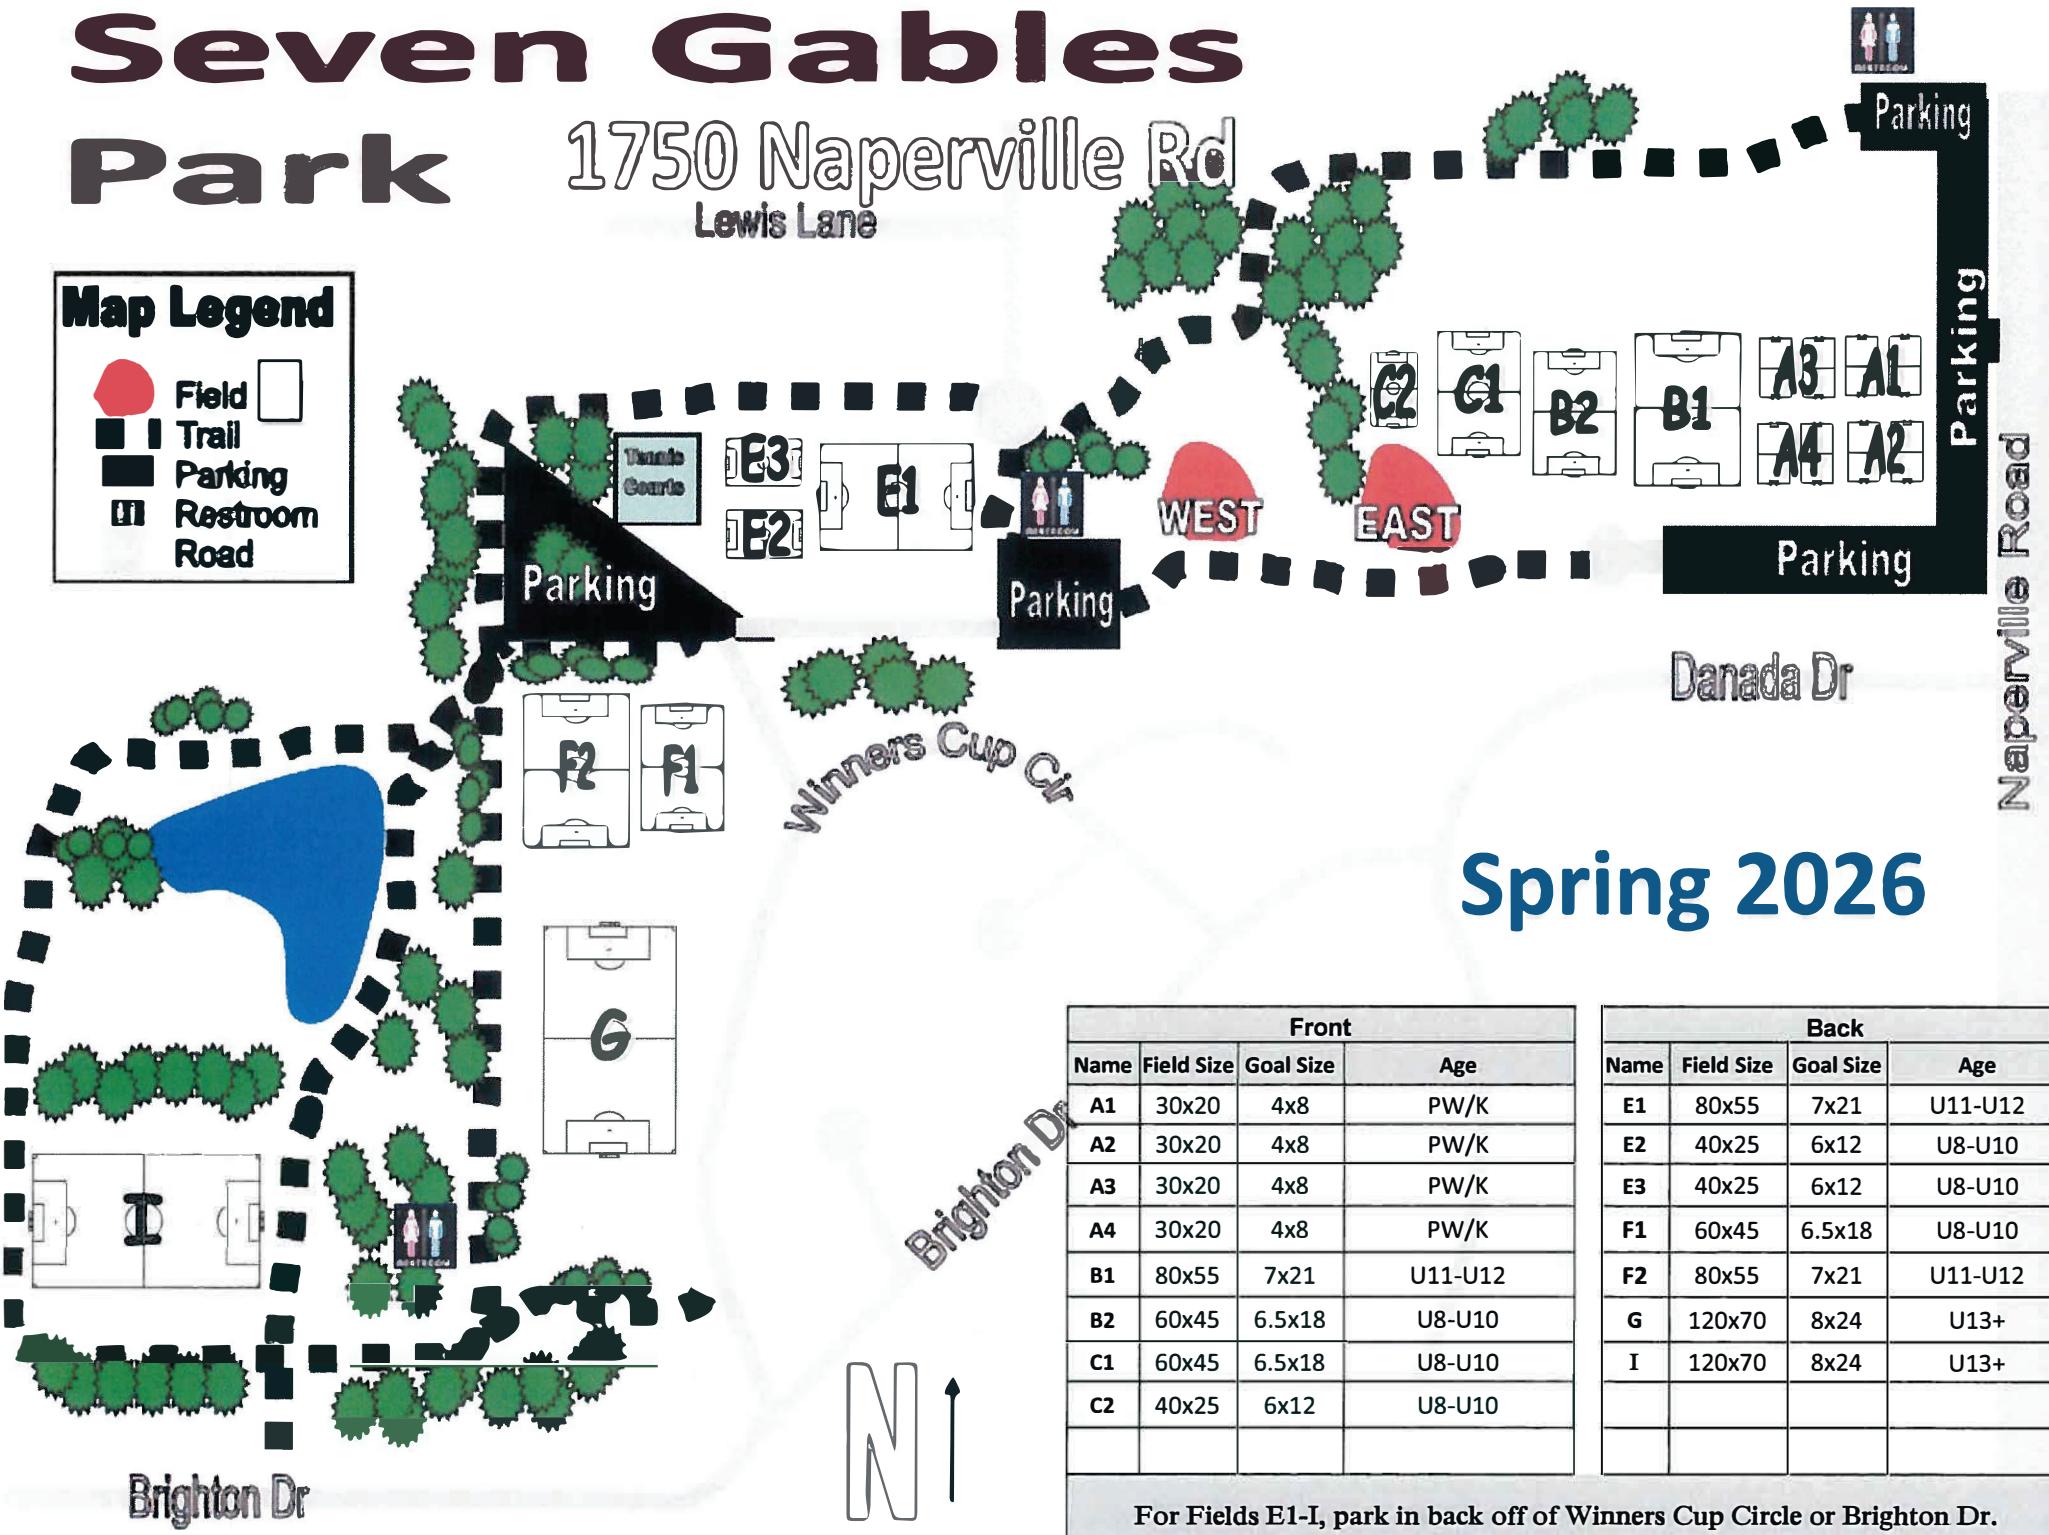 Seven Gables
Park
1750 Naperville Rd
Lewis Lane
RESTROOM
Parking
Parking
Parking
Naperville Road
Danada Dr
Map Legend
Field
Trail
Parking
Restroom
Road
C2
C1
B2
B1
A3
A1
A4
A2
WEST
EAST
Tennis
Courts
E3
E2
E1
RESTROOM
Parking
Parking
F2
F1
Winners Cup Cir
Spring 2026
G
I
RESTROOM
Brighton Dr
Brighton Dr
N
Front
Name Field Size Goal Size Age
A1 30x20 4x8 PW/K
A2 30x20 4x8 PW/K
A3 30x20 4x8 PW/K
A4 30x20 4x8 PW/K
B1 80x55 7x21 U11-U12
B2 60x45 6.5x18 U8-U10
C1 60x45 6.5x18 U8-U10
C2 40x25 6x12 U8-U10
Back
Name Field Size Goal Size Age
E1 80x55 7x21 U11-U12
E2 40x25 6x12 U8-U10
E3 40x25 6x12 U8-U10
F1 60x45 6.5x18 U8-U10
F2 80x55 7x21 U11-U12
G 120x70 8x24 U13+
I 120x70 8x24 U13+
For Fields E1-I, park in back off of Winners Cup Circle or Brighton Dr.